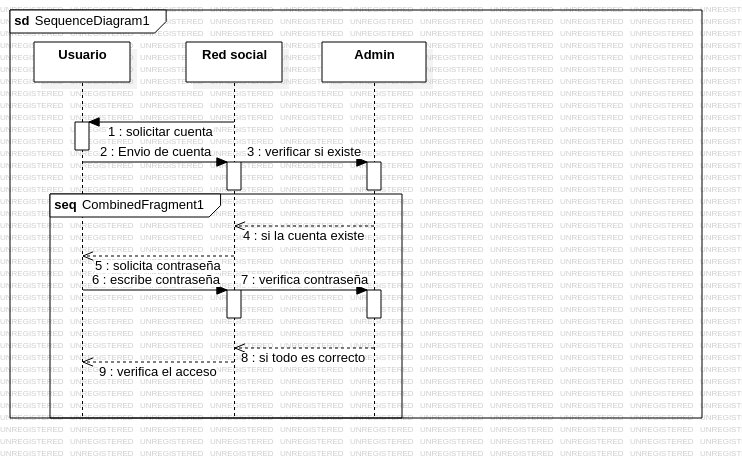 sd SequenceDiagram1
Usuario Red social Admin
1 : solicitar cuenta
2 : Envio de cuenta 3 : verificar si existe
seq CombinedFragment1
4 : si la cuenta existe
5 : solicita contraseña
6 : escribe contraseña 7 : verifica contraseña
8 : si todo es correcto
9 : verifica el acceso
UNREGISTERED